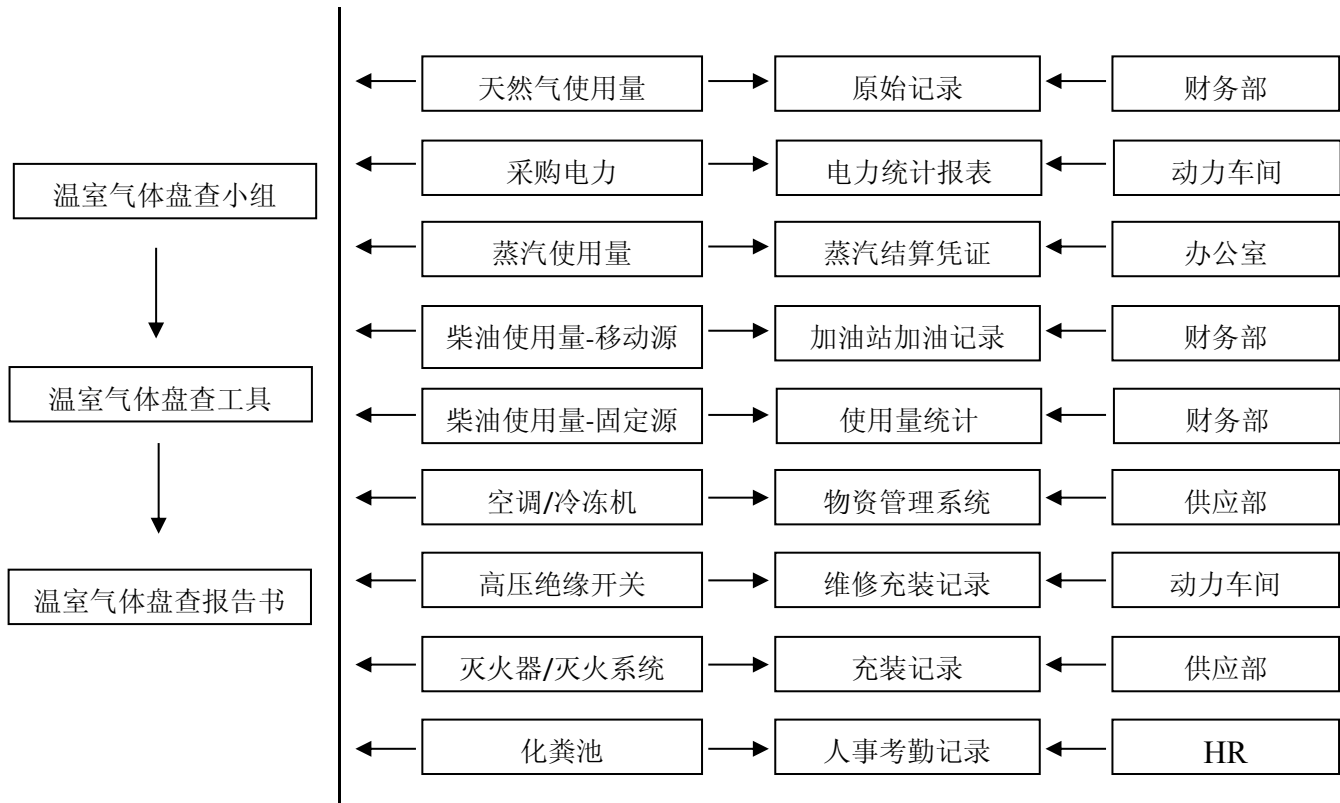 温室气体盘查小组
温室气体盘查工具
温室气体盘查报告书
天然气使用量 原始记录 财务部
采购电力 电力统计报表 动力车间
蒸汽使用量 蒸汽结算凭证 办公室
柴油使用量-移动源 加油站加油记录 财务部
柴油使用量-固定源 使用量统计 财务部
空调/冷冻机 物资管理系统 供应部
高压绝缘开关 维修充装记录 动力车间
灭火器/灭火系统 充装记录 供应部
化粪池 人事考勤记录 HR